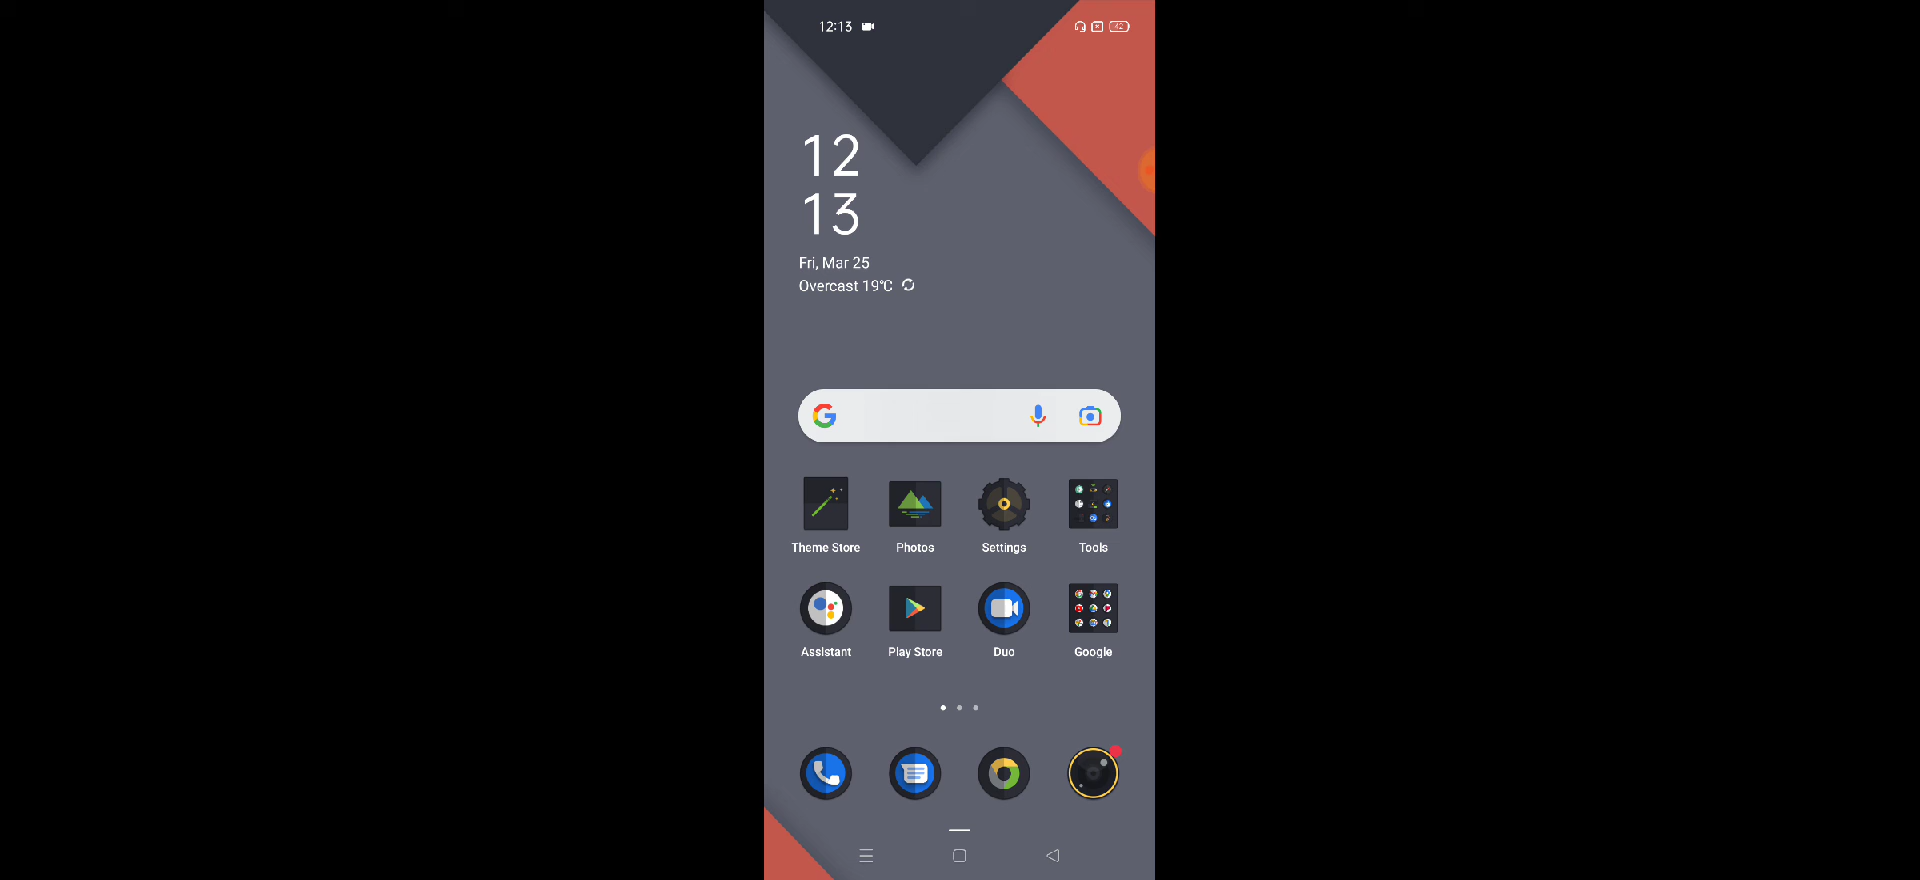 12:13
42
12
13
Fri, Mar 25
Overcast 19°C
Theme Store
Photos
Settings
Tools
Assistant
Play Store
Duo
Google